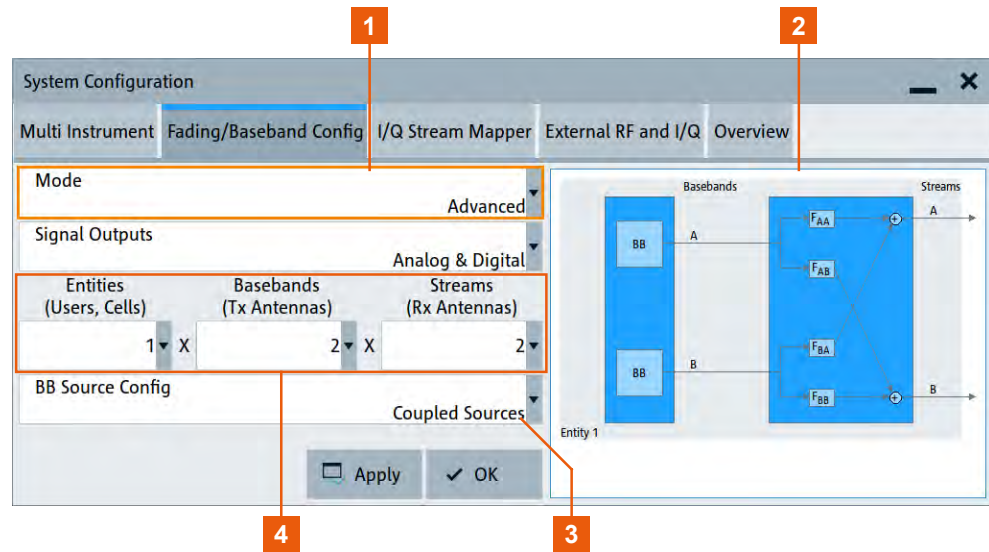 1
2
System Configuration
Multi Instrument
Fading/Baseband Config
I/Q Stream Mapper
External RF and I/Q
Overview
Mode
Advanced
Signal Outputs
Analog & Digital
Entities
(Users, Cells)
Basebands
(Tx Antennas)
Streams
(Rx Antennas)
1 X 2 X 2
BB Source Config
Coupled Sources
Apply
OK
Basebands
Streams
BB
A
FAA
FAB
A
BB
B
FBA
FBB
B
Entity 1
4
3